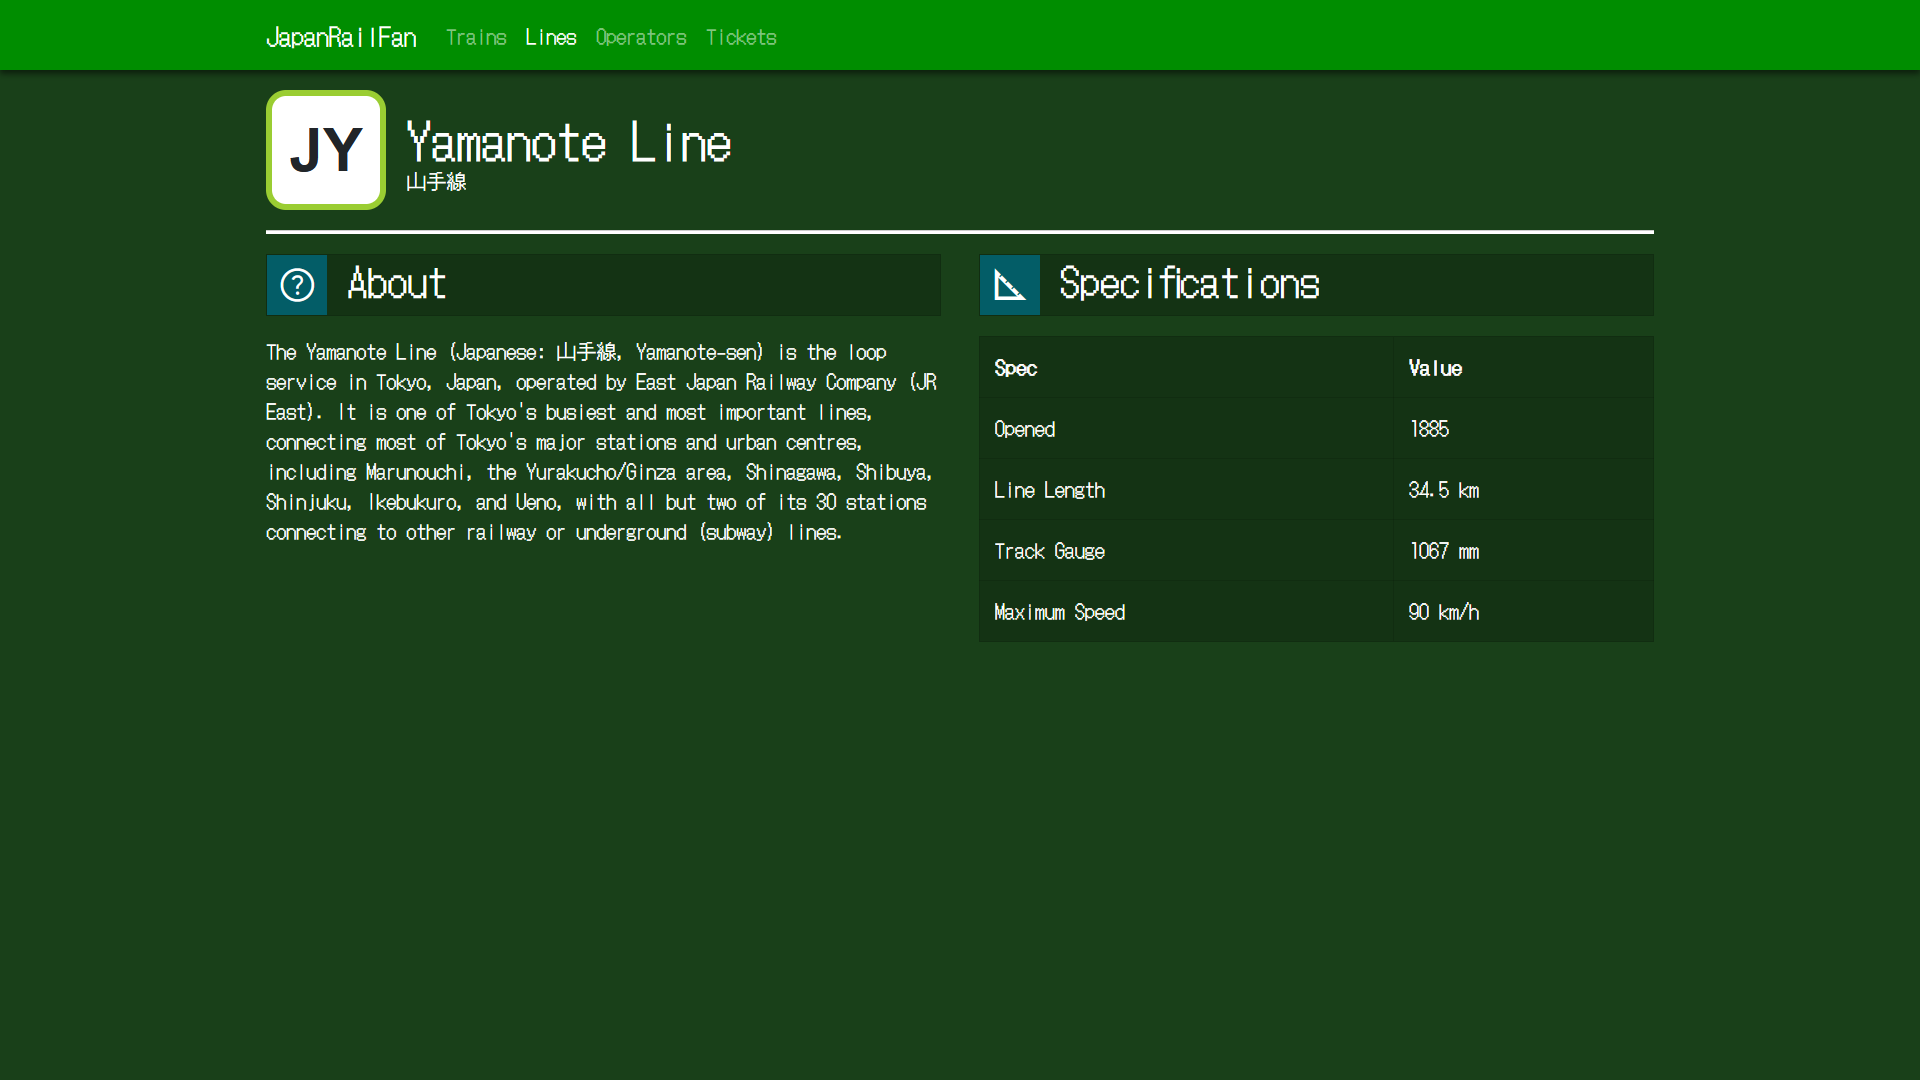 JapanRailFan Trains Lines Operators Tickets
JY
Yamanote Line
山手線
About
The Yamanote Line (Japanese: 山手線, Yamanote-sen) is the loop
service in Tokyo, Japan, operated by East Japan Railway Company (JR
East). It is one of Tokyo's busiest and most important lines,
connecting most of Tokyo's major stations and urban centres,
including Marunouchi, the Yurakucho/Ginza area, Shinagawa, Shibuya,
Shinjuku, Ikebukuro, and Ueno, with all but two of its 30 stations
connecting to other railway or underground (subway) lines.
Specifications
Spec Value
Opened 1885
Line Length 34.5 km
Track Gauge 1067 mm
Maximum Speed 90 km/h